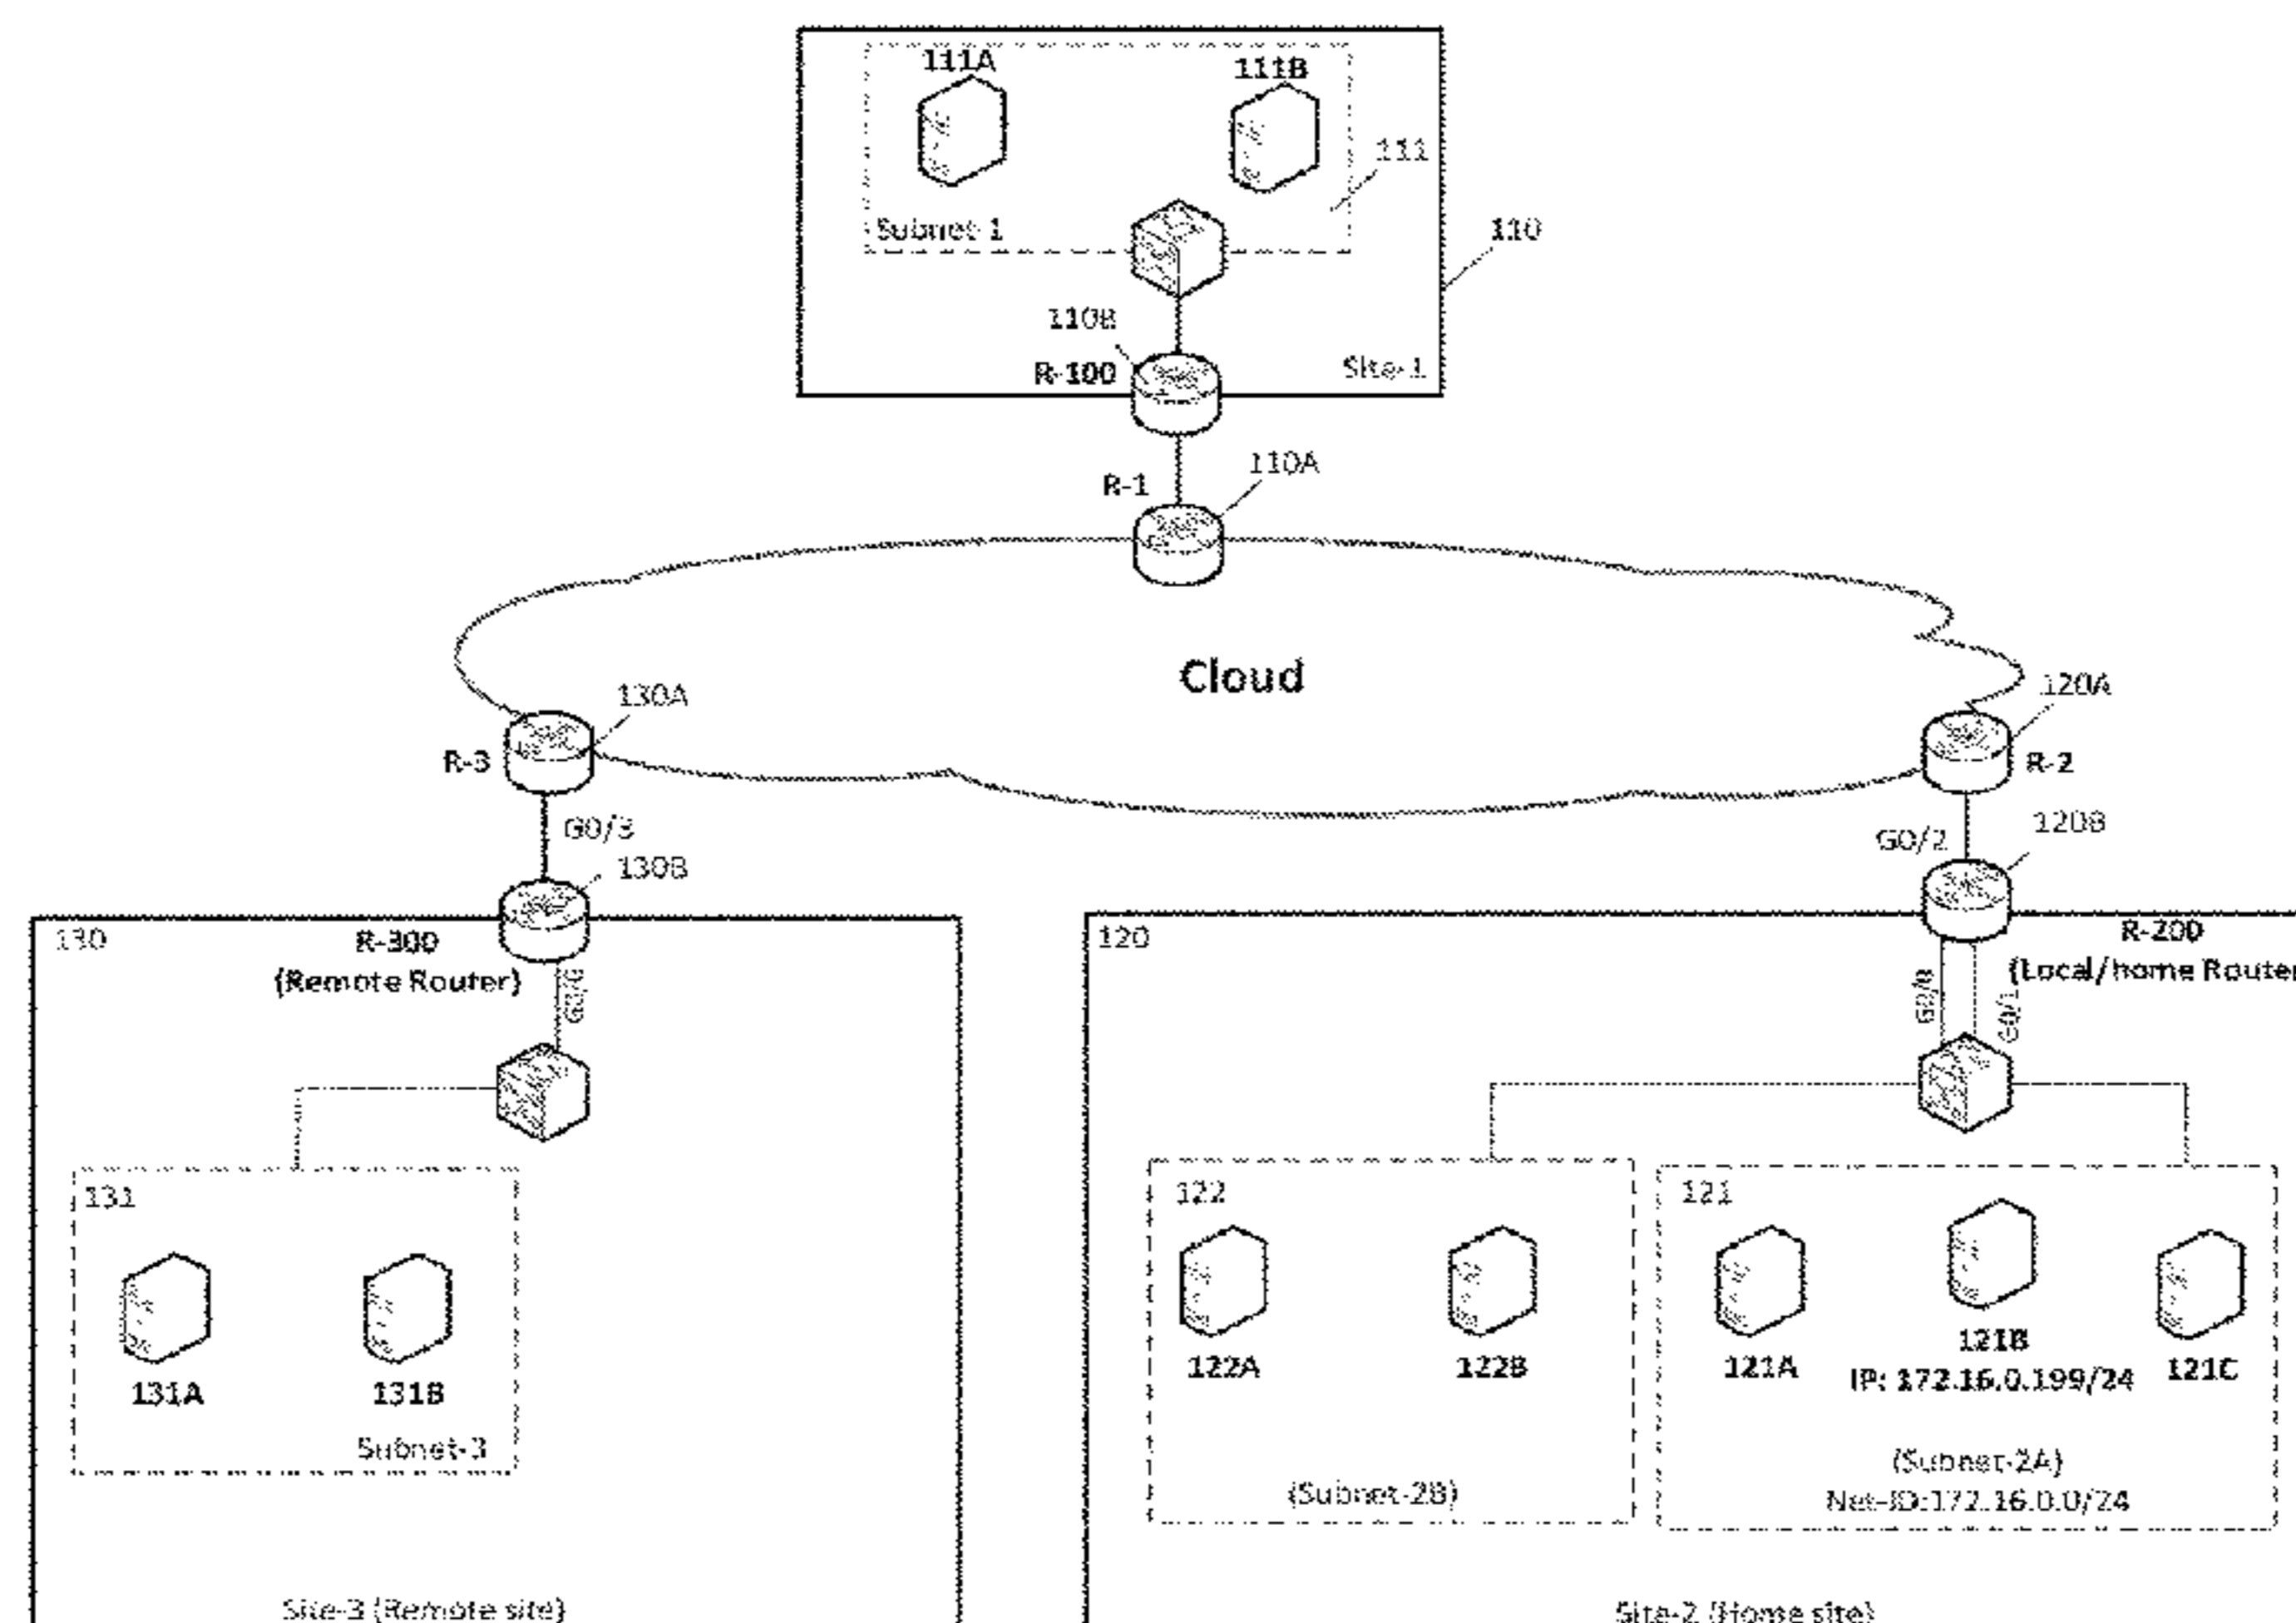 111A
111B
111
Subnet-1
110
110B
R-100
Site-1
110A
R-1
Cloud
130A
120A
R-3
R-2
G0/3
G0/2
120B
130B
130
R-300
(Remote Router)
120
R-200
(Local/home Router
G0/0
G0/1
131
122
121
131A
131B
122A
122B
121A
121B
IP: 172.16.0.199/24
121C
Subnet-3
(Subnet-2B)
(Subnet-2A)
Net-ID:172.16.0.0/24
Site-3 (Remote site)
Site-2 (Home site)